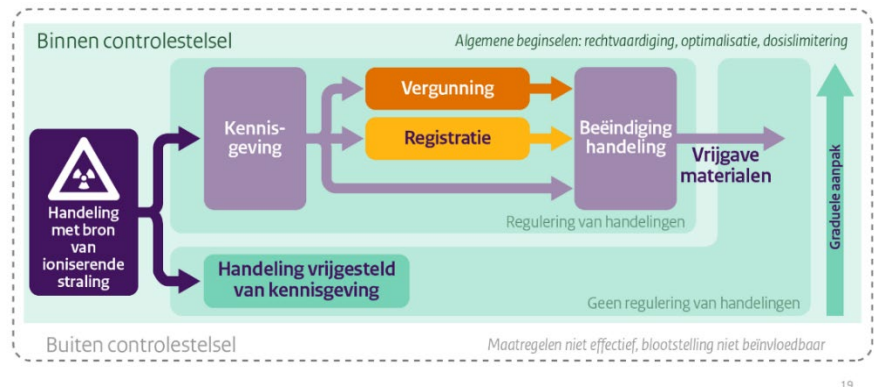 Binnen controlestelsel
Algemene beginselen: rechtvaardiging, optimalisatie, dosislimitering
Handeling
met bron
van
ioniserende
straling
Kennis-
geving
Vergunning
Registratie
Beëindiging
handeling
Vrijgave
materialen
Regulering van handelingen
Handeling vrijgesteld
van kennisgeving
Geen regulering van handelingen
Graduele aanpak
Buiten controlestelsel
Maatregelen niet effectief, blootstelling niet beïnvloedbaar
19